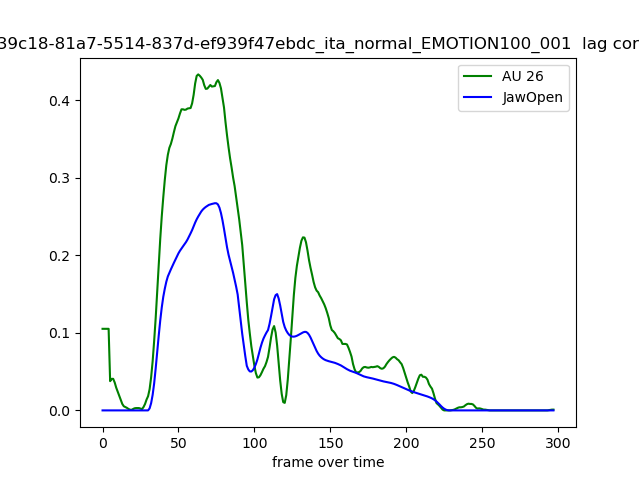 39c18-81a7-5514-837d-ef939f47ebdc_ita_normal_EMOTION100_001 lag cor
AU 26
JawOpen
0.4
0.3
0.2
0.1
0.0
0 50 100 150 200 250 300
frame over time